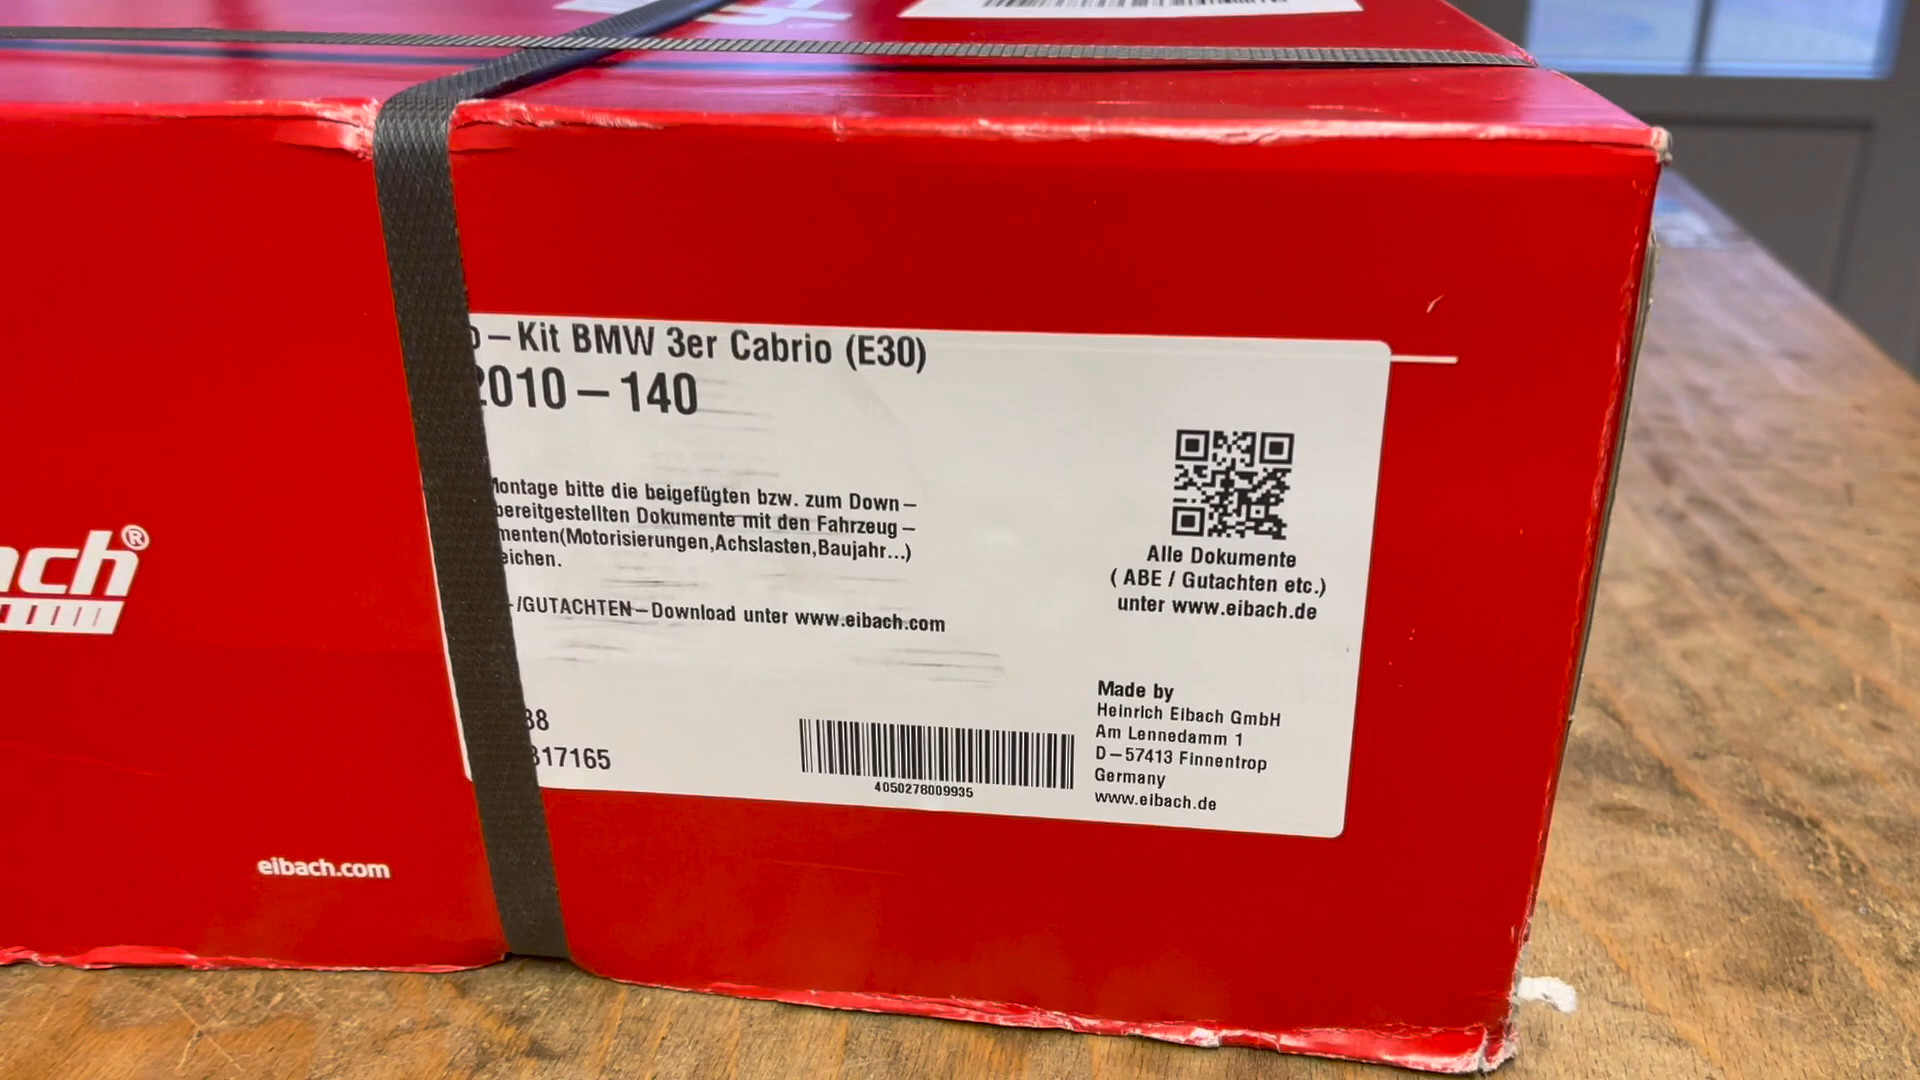 – Kit BMW 3er Cabrio (E30)
2010 – 140
Montage bitte die beigefügten bzw. zum Down –
bereitgestellten Dokumente mit den Fahrzeug –
menten(Motorisierungen,Achslasten,Baujahr...)
eichen.
/GUTACHTEN – Download unter www.eibach.com
Alle Dokumente
( ABE / Gutachten etc.)
unter www.eibach.de
38
317165
4050278009935
Made by
Heinrich Eibach GmbH
Am Lennedamm 1
D – 57413 Finnentrop
Germany
www.eibach.de
ach®
eibach.com